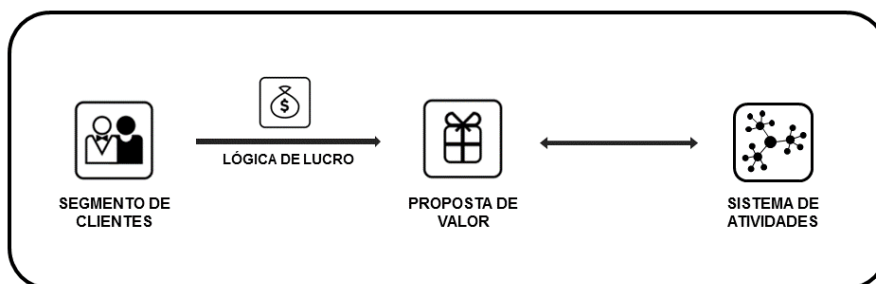 $
LÓGICA DE LUCRO
SEGMENTO DE
CLIENTES
PROPOSTA DE
VALOR
SISTEMA DE
ATIVIDADES